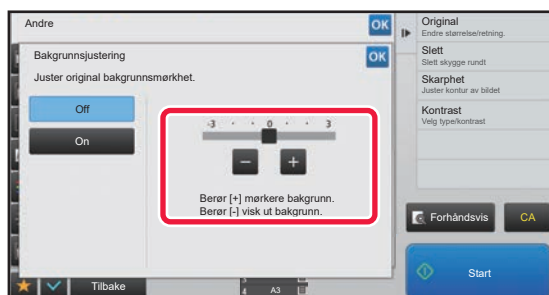 Andre
OK
Bakgrunnsjustering
OK
Juster original bakgrunnsmørkhet.
Off
On
-3 0 3
− +
Berør [+] mørkere bakgrunn.
Berør [-] visk ut bakgrunn.
Tilbake
3
4 A3
Original
Endre størrelse/retning.
Slett
Slett skygge rundt
Skarphet
Juster kontur av bildet
Kontrast
Velg type/kontrast
Forhåndsvis
CA
Start